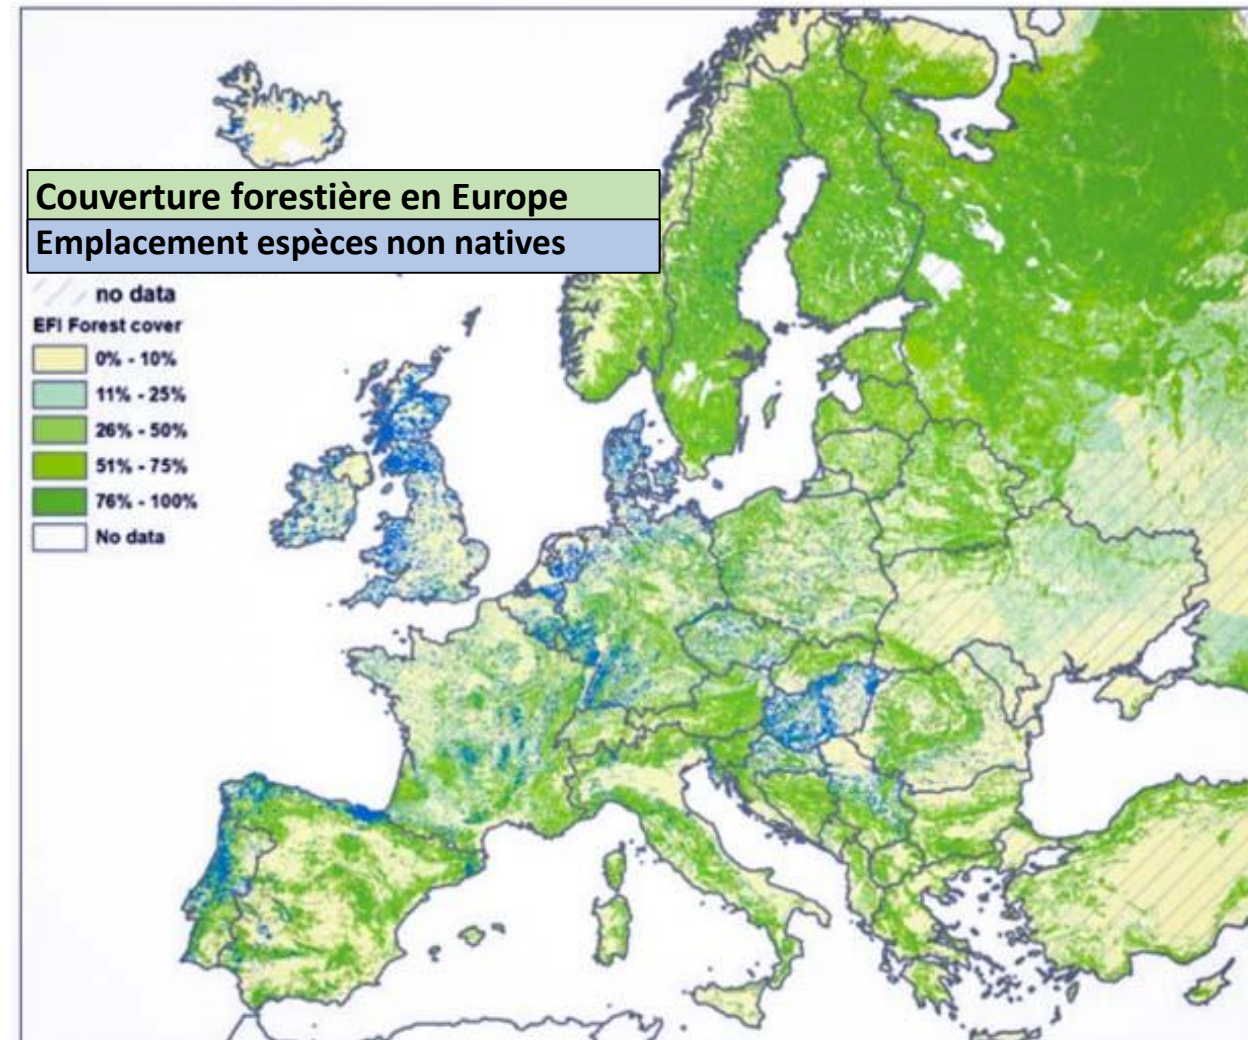 Couverture forestière en Europe
Emplacement espèces non natives
no data
EFI Forest cover
0% - 10%
11% - 25%
26% - 50%
51% - 75%
76% - 100%
No data